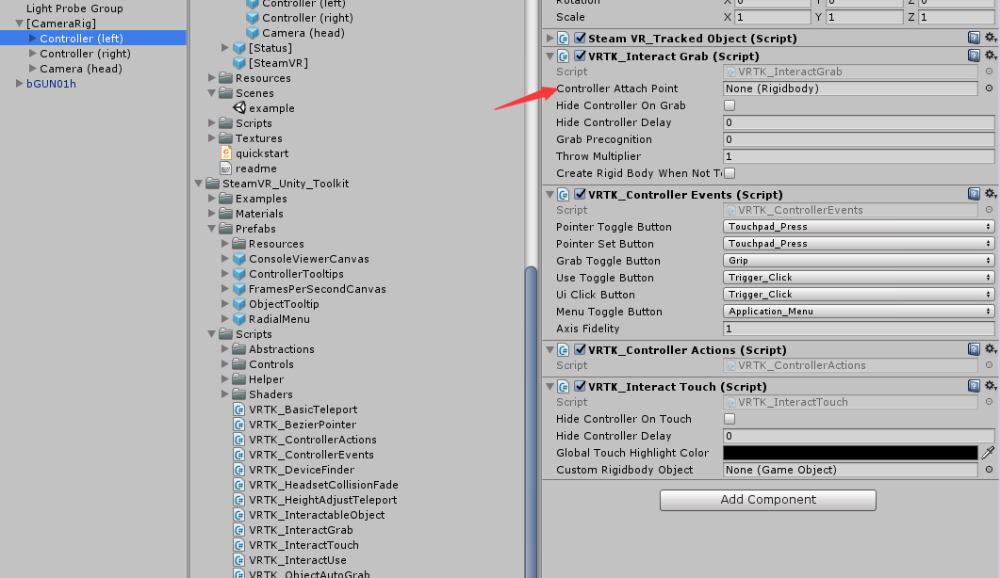 Light Probe Group
[CameraRig]
Controller (left)
Controller (right)
Camera (head)
bGUN01h
Controller (left)
Controller (right)
Camera (head)
[Status]
[SteamVR]
Resources
Scenes
example
Scripts
Textures
quickstart
readme
SteamVR_Unity_Toolkit
Examples
Materials
Prefabs
Resources
ConsoleViewerCanvas
ControllerTooltips
FramesPerSecondCanvas
ObjectTooltip
RadialMenu
Scripts
Abstractions
Controls
Helper
Shaders
VRTK_BasicTeleport
VRTK_BezierPointer
VRTK_ControllerActions
VRTK_ControllerEvents
VRTK_DeviceFinder
VRTK_HeadsetCollisionFade
VRTK_HeightAdjustTeleport
VRTK_InteractableObject
VRTK_InteractGrab
VRTK_InteractTouch
VRTK_InteractUse
VRTK_ObjectAutoGrab
Rotation X 0 Y 0 Z 0
Scale X 1 Y 1 Z 1
Steam VR_Tracked Object (Script)
VRTK_Interact Grab (Script)
Script VRTK_InteractGrab
Controller Attach Point None (Rigidbody)
Hide Controller On Grab
Hide Controller Delay 0
Grab Precognition 0
Throw Multiplier 1
Create Rigid Body When Not T
VRTK_Controller Events (Script)
Script VRTK_ControllerEvents
Pointer Toggle Button Touchpad_Press
Pointer Set Button Touchpad_Press
Grab Toggle Button Grip
Use Toggle Button Trigger_Click
Ui Click Button Trigger_Click
Menu Toggle Button Application_Menu
Axis Fidelity 1
VRTK_Controller Actions (Script)
Script VRTK_ControllerActions
VRTK_Interact Touch (Script)
Script VRTK_InteractTouch
Hide Controller On Touch
Hide Controller Delay 0
Global Touch Highlight Color
Custom Rigidbody Object None (Game Object)
Add Component